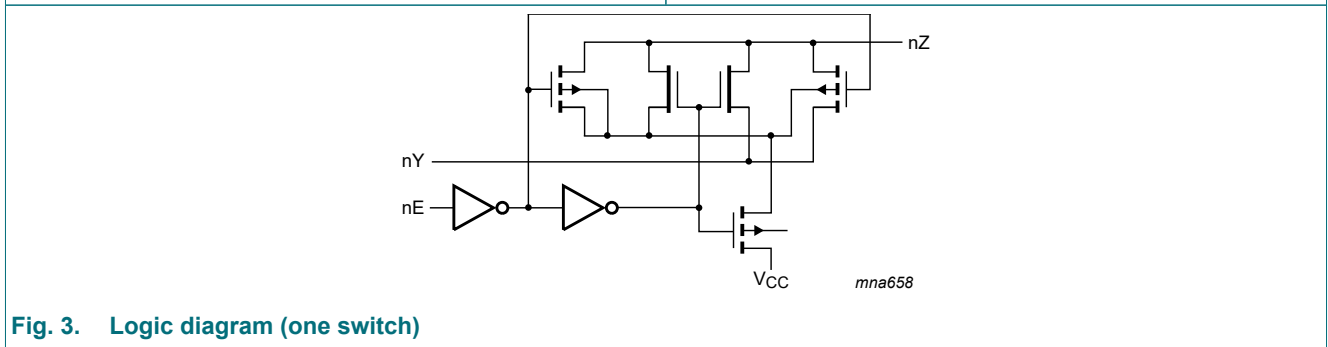 nZ
nY
nE
VCC
mna658
Fig. 3. Logic diagram (one switch)